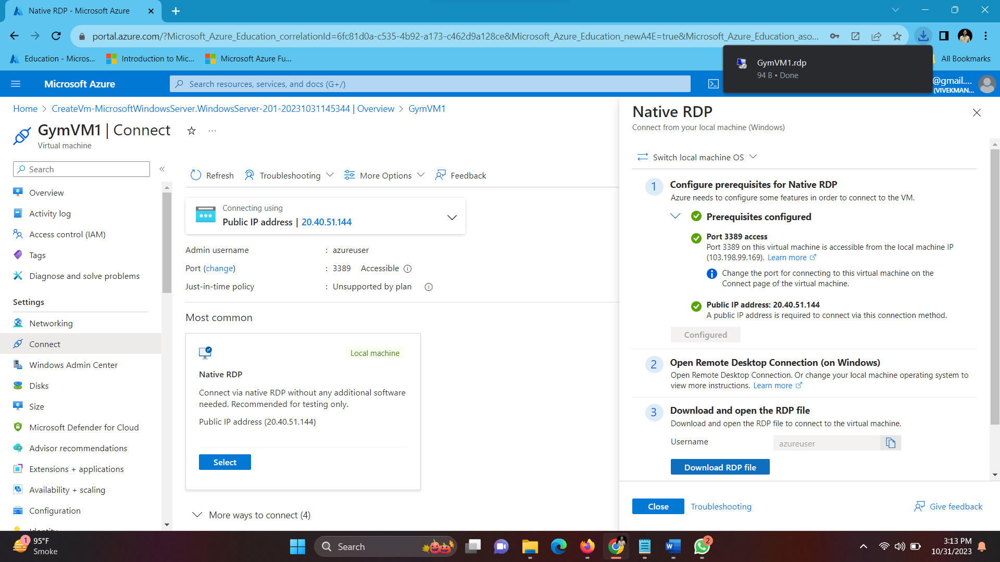 Native RDP - Microsoft Azure
portal.azure.com/?Microsoft_Azure_Education_correlationId=6fc81d0a-c535-4b92-a173-c462d9a128ce&Microsoft_Azure_Education_newA4E=true&Microsoft_Azure_Education_aso...
Education - Micros...
Introduction to Mic...
Microsoft Azure Fu...
All Bookmarks
GymVM1.rdp
94 B • Done
Microsoft Azure
Search resources, services, and docs (G+/)
@gmail....
(VIVEKMAN...
Home > CreateVm-MicrosoftWindowsServer.WindowsServer-201-20231031145344 | Overview > GymVM1
GymVM1 | Connect
Virtual machine
Search
Overview
Activity log
Access control (IAM)
Tags
Diagnose and solve problems
Settings
Networking
Connect
Windows Admin Center
Disks
Size
Microsoft Defender for Cloud
Advisor recommendations
Extensions + applications
Availability + scaling
Configuration
Identity
Refresh
Troubleshooting
More Options
Feedback
Connecting using
Public IP address | 20.40.51.144
Admin username : azureuser
Port (change) : 3389 Accessible
Just-in-time policy : Unsupported by plan
Most common
Local machine
Native RDP
Connect via native RDP without any additional software
needed. Recommended for testing only.
Public IP address (20.40.51.144)
Select
More ways to connect (4)
Native RDP
Connect from your local machine (Windows)
Switch local machine OS
1 Configure prerequisites for Native RDP
Azure needs to configure some features in order to connect to the VM.
Prerequisites configured
Port 3389 access
Port 3389 on this virtual machine is accessible from the local machine IP
(103.198.99.169). Learn more
Change the port for connecting to this virtual machine on the
Connect page of the virtual machine.
Public IP address: 20.40.51.144
A public IP address is required to connect via this connection method.
Configured
2 Open Remote Desktop Connection (on Windows)
Open Remote Desktop Connection. Or change your local machine operating system to
view more instructions. Learn more
3 Download and open the RDP file
Download and open the RDP file to connect to the virtual machine.
Username azureuser
Download RDP file
Close
Troubleshooting
Give feedback
1
95°F
Smoke
Search
W
2
3:13 PM
10/31/2023